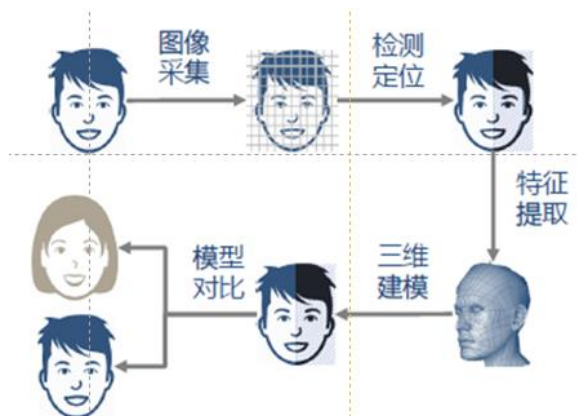 图像
采集
检测
定位
特征
提取
三维
建模
模型
对比